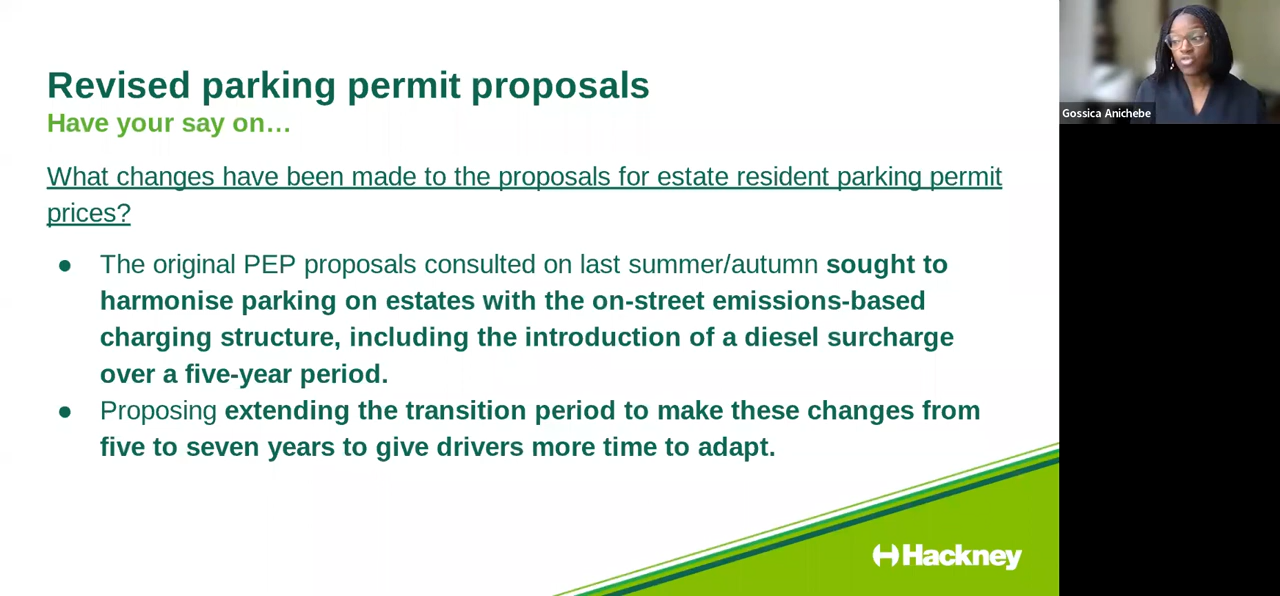 Revised parking permit proposals
Have your say on…
What changes have been made to the proposals for estate resident parking permit
prices?
● The original PEP proposals consulted on last summer/autumn sought to
harmonise parking on estates with the on-street emissions-based
charging structure, including the introduction of a diesel surcharge
over a five-year period.
● Proposing extending the transition period to make these changes from
five to seven years to give drivers more time to adapt.
Hackney
Gossica Anichebe